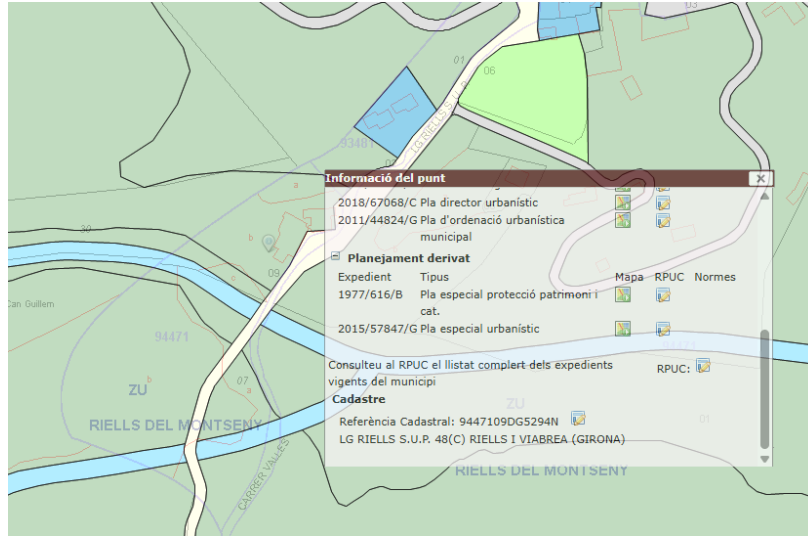 03
01
06
LG RIELLS S.U.P.
93481
a
30
09
Can Guillem
94471
b
07
ZU
RIELLS DEL MONTSENY
CARRER VALLES
Informació del punt
x
2018/67068/C Pla director urbanístic
2011/44824/G Pla d'ordenació urbanística
municipal
Planejament derivat
Expedient Tipus Mapa RPUC Normes
1977/616/B Pla especial protecció patrimoni i
cat.
2015/57847/G Pla especial urbanístic
94471
Consulteu al RPUC el llistat complert dels expedients
vigents del municipi
RPUC:
Cadastre
ZU
Referència Cadastral: 9447109DG5294N
01
LG RIELLS S.U.P. 48(C) RIELLS I VIABREA (GIRONA)
RIELLS DEL MONTSENY